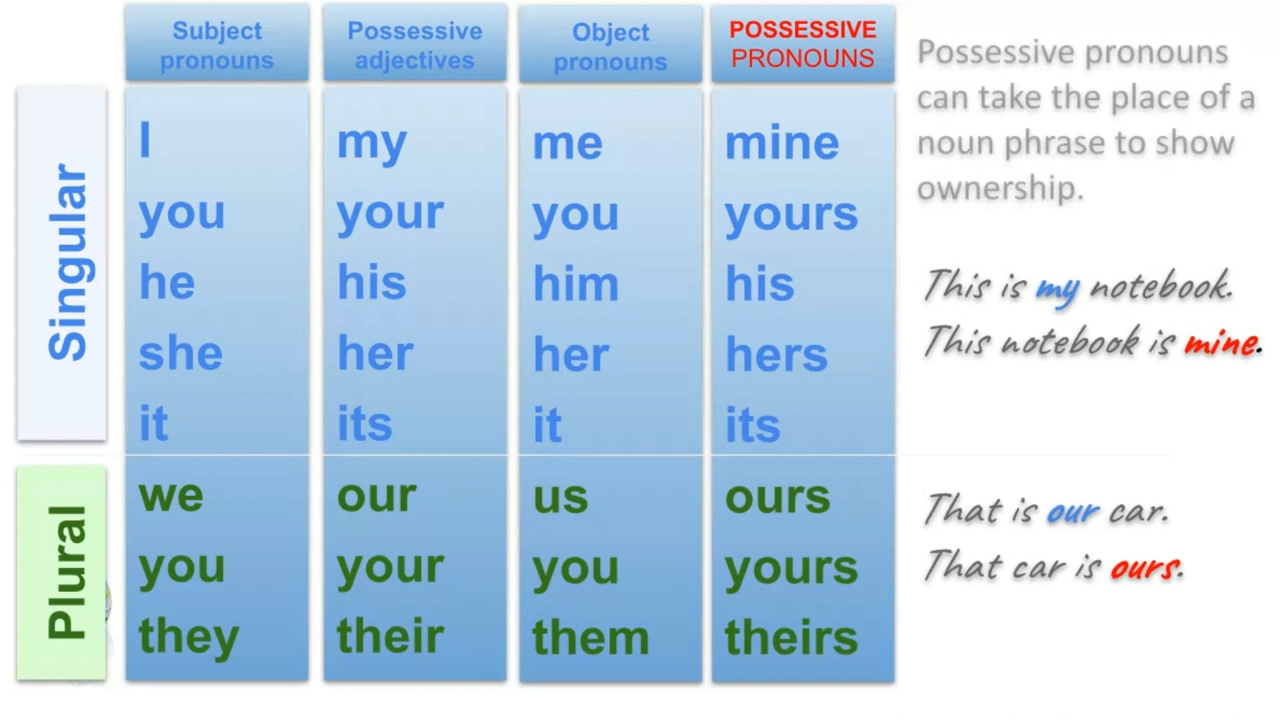 Subject pronouns
Possessive adjectives
Object pronouns
POSSESSIVE PRONOUNS
Singular
I my me mine
you your you yours
he his him his
she her her hers
it its it its
Plural
we our us ours
you your you yours
they their them theirs
Possessive pronouns
can take the place of a
noun phrase to show
ownership.
This is my notebook.
This notebook is mine.
That is our car.
That car is ours.